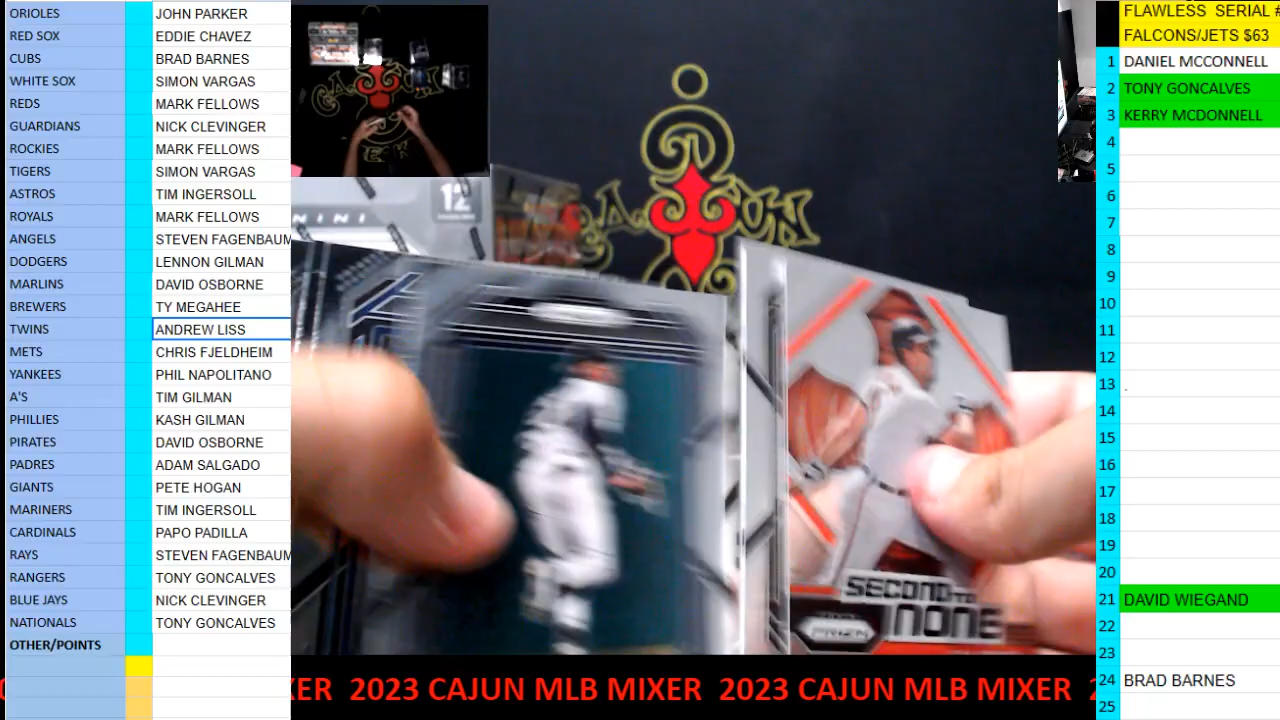 ORIOLES JOHN PARKER
RED SOX EDDIE CHAVEZ
CUBS BRAD BARNES
WHITE SOX SIMON VARGAS
REDS MARK FELLOWS
GUARDIANS NICK CLEVINGER
ROCKIES MARK FELLOWS
TIGERS SIMON VARGAS
ASTROS TIM INGERSOLL
ROYALS MARK FELLOWS
ANGELS STEVEN FAGENBAUM
DODGERS LENNON GILMAN
MARLINS DAVID OSBORNE
BREWERS TY MEGAHEE
TWINS ANDREW LISS
METS CHRIS FJELDHEIM
YANKEES PHIL NAPOLITANO
A'S TIM GILMAN
PHILLIES KASH GILMAN
PIRATES DAVID OSBORNE
PADRES ADAM SALGADO
GIANTS PETE HOGAN
MARINERS TIM INGERSOLL
CARDINALS PAPO PADILLA
RAYS STEVEN FAGENBAUM
RANGERS TONY GONCALVES
BLUE JAYS NICK CLEVINGER
NATIONALS TONY GONCALVES
OTHER/POINTS
12
CAJUN
SECOND TO
NONE
PRIZM
XER 2023 CAJUN MLB MIXER 2023 CAJUN MLB MIXER 2
FLAWLESS SERIAL #
FALCONS/JETS $63
1 DANIEL MCCONNELL
2 TONY GONCALVES
3 KERRY MCDONNELL
4
5
6
7
8
9
10
11
12
13
14
15
16
17
18
19
20
21 DAVID WIEGAND
22
23
24 BRAD BARNES
25